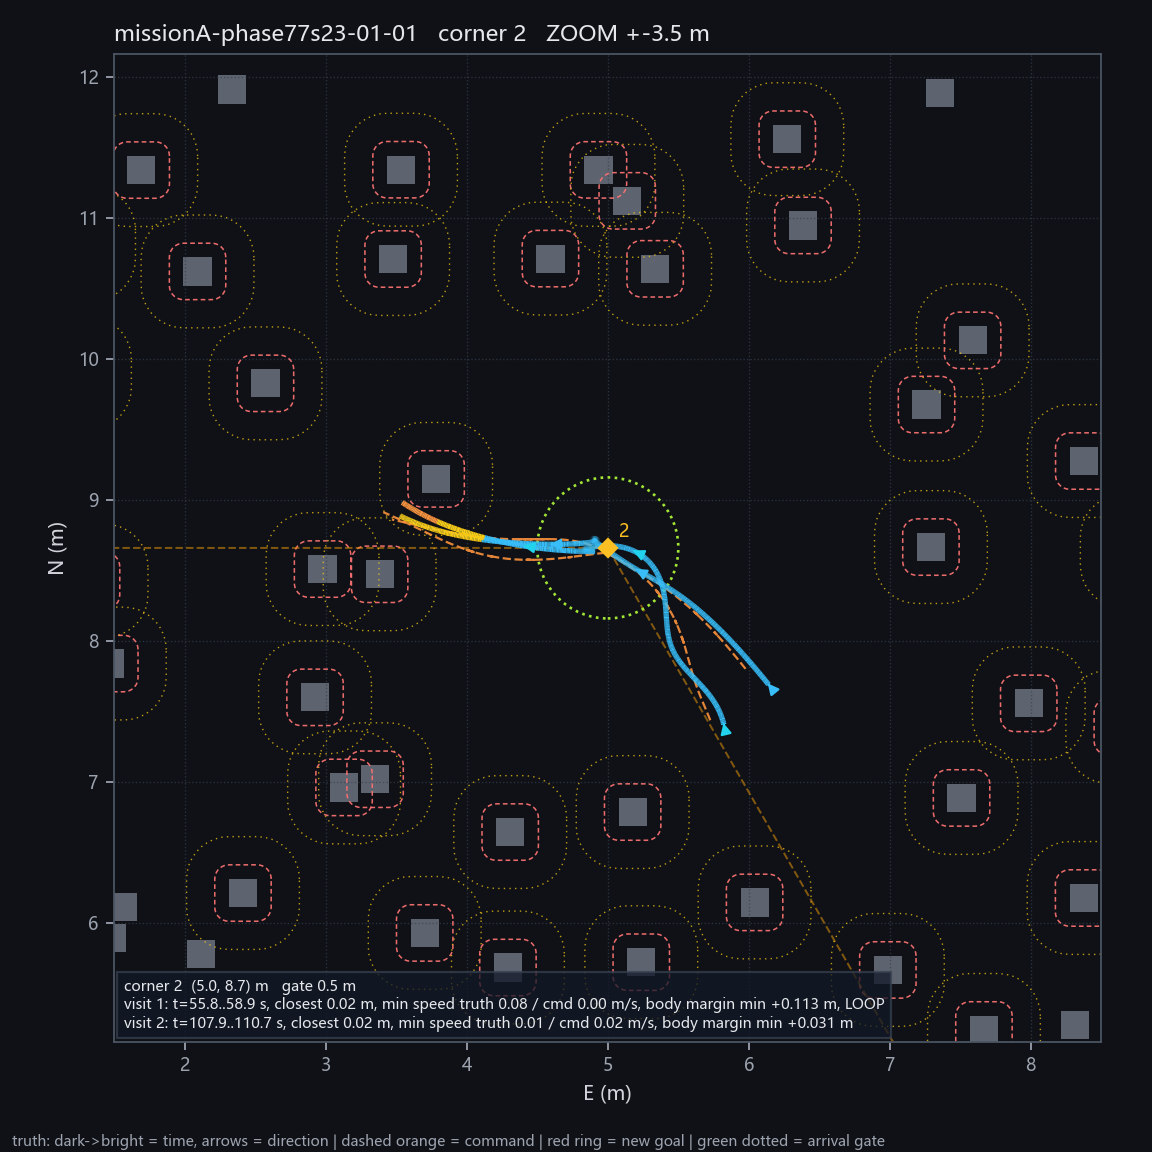 missionA-phase77s23-01-01 corner 2 ZOOM +-3.5 m
12
11
10
9
8
7
6
N (m)
2
corner 2 (5.0, 8.7) m gate 0.5 m
visit 1: t=55.8..58.9 s, closest 0.02 m, min speed truth 0.08 / cmd 0.00 m/s, body margin min +0.113 m, LOOP
visit 2: t=107.9..110.7 s, closest 0.02 m, min speed truth 0.01 / cmd 0.02 m/s, body margin min +0.031 m
2 3 4 5 6 7 8
E (m)
truth: dark->bright = time, arrows = direction | dashed orange = command | red ring = new goal | green dotted = arrival gate